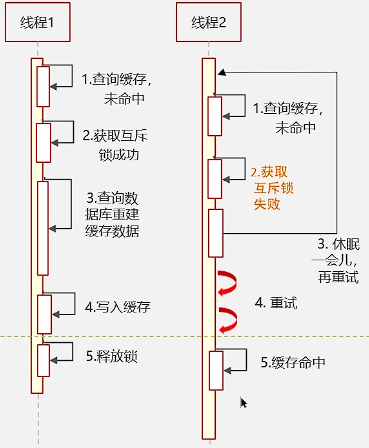 线程1
1.查询缓存,
未命中
2.获取互斥
锁成功
3.查询数
据库重建
缓存数据
4.写入缓存
5.释放锁
线程2
1.查询缓存,
未命中
2.获取
互斥锁
失败
3. 休眠
一会儿,
再重试
4. 重试
5.缓存命中